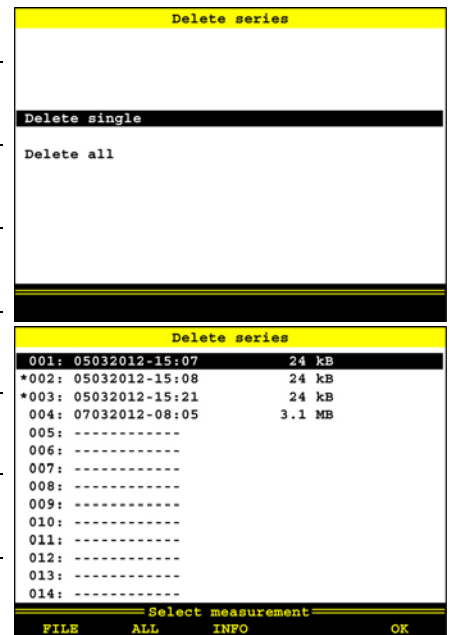 Delete series
Delete single
Delete all
Delete series
001: 05032012-15:07 24 kB
*002: 05032012-15:08 24 kB
*003: 05032012-15:21 24 kB
004: 07032012-08:05 3.1 MB
005: ------------
006: ------------
007: ------------
008: ------------
009: ------------
010: ------------
011: ------------
012: ------------
013: ------------
014: ------------
Select measurement
FILE ALL INFO OK